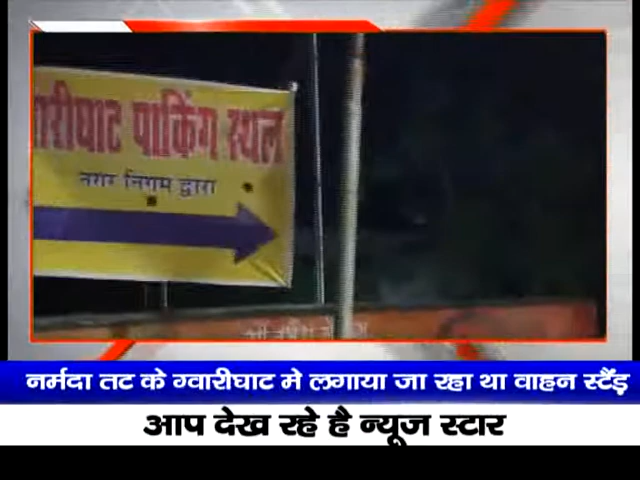 ारीघाट पार्किंग स्थल
नगर निगम द्वारा
नर्मदा तट के ग्वारीघाट मे लगाया जा रहा था वाहन स्टैंड़
आप देख रहे है न्यूज स्टार